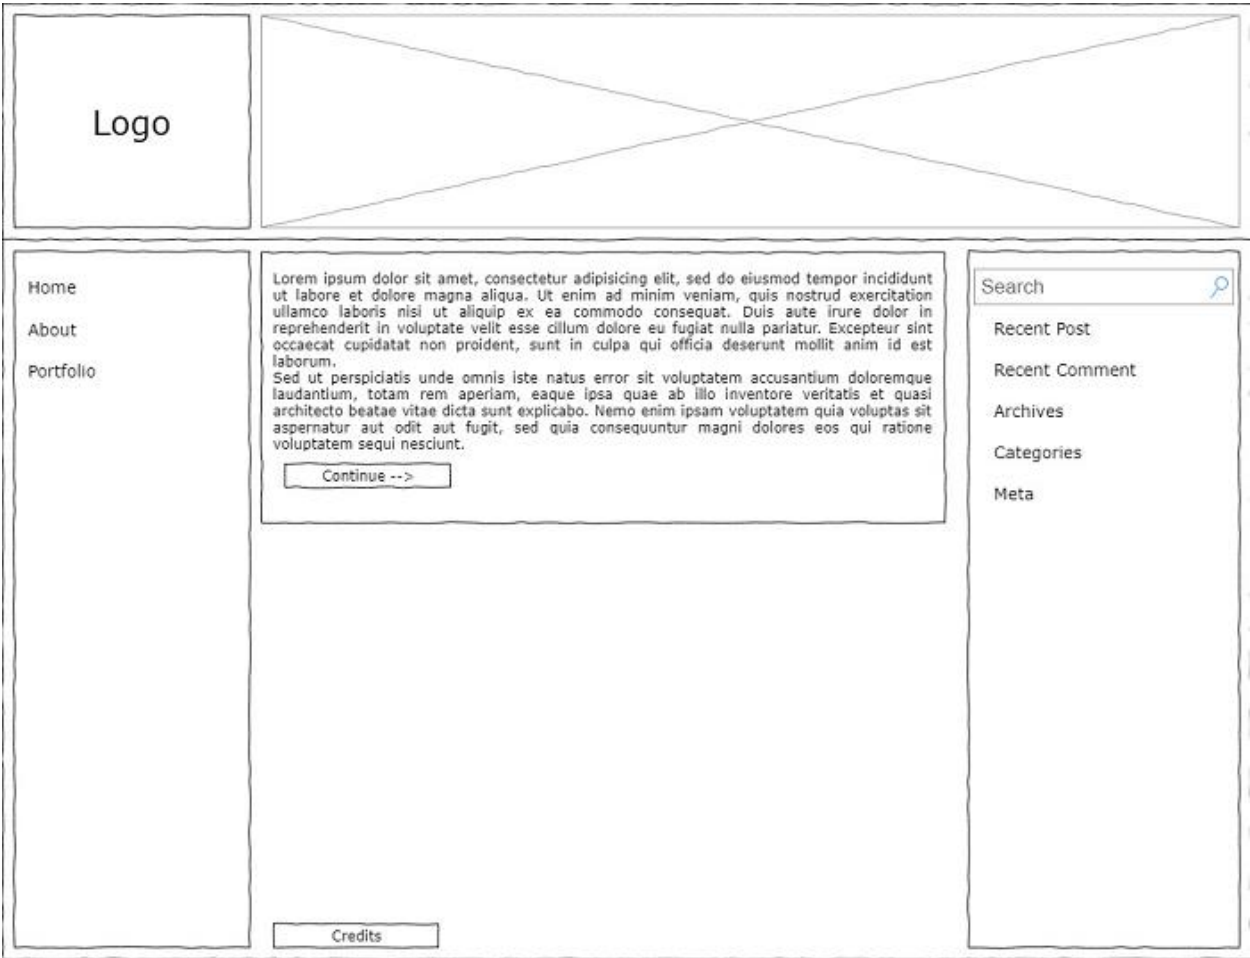 Logo
Home
About
Portfolio
Lorem ipsum dolor sit amet, consectetur adipisicing elit, sed do eiusmod tempor incididunt
ut labore et dolore magna aliqua. Ut enim ad minim veniam, quis nostrud exercitation
ullamco laboris nisi ut aliquip ex ea commodo consequat. Duis aute irure dolor in
reprehenderit in voluptate velit esse cillum dolore eu fugiat nulla pariatur. Excepteur sint
occaecat cupidatat non proident, sunt in culpa qui officia deserunt mollit anim id est
laborum.
Sed ut perspiciatis unde omnis iste natus error sit voluptatem accusantium doloremque
laudantium, totam rem aperiam, eaque ipsa quae ab illo inventore veritatis et quasi
architecto beatae vitae dicta sunt explicabo. Nemo enim ipsam voluptatem quia voluptas sit
aspernatur aut odit aut fugit, sed quia consequuntur magni dolores eos qui ratione
voluptatem sequi nesciunt.
Continue -->
Credits
Search
Recent Post
Recent Comment
Archives
Categories
Meta